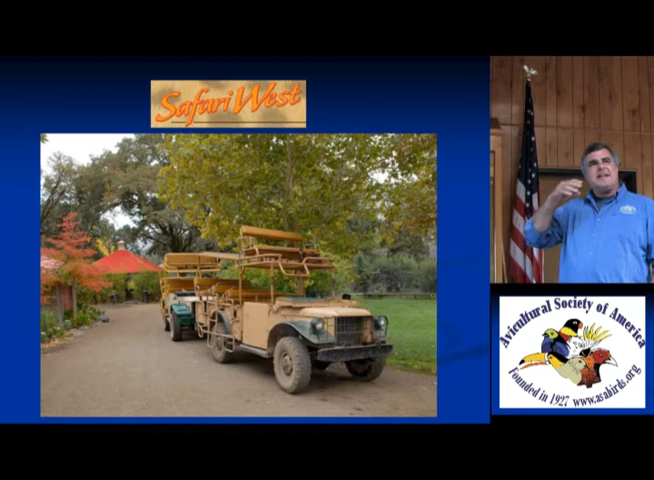 Safari West
Avicultural Society of America
Founded in 1927 www.asabirds.org